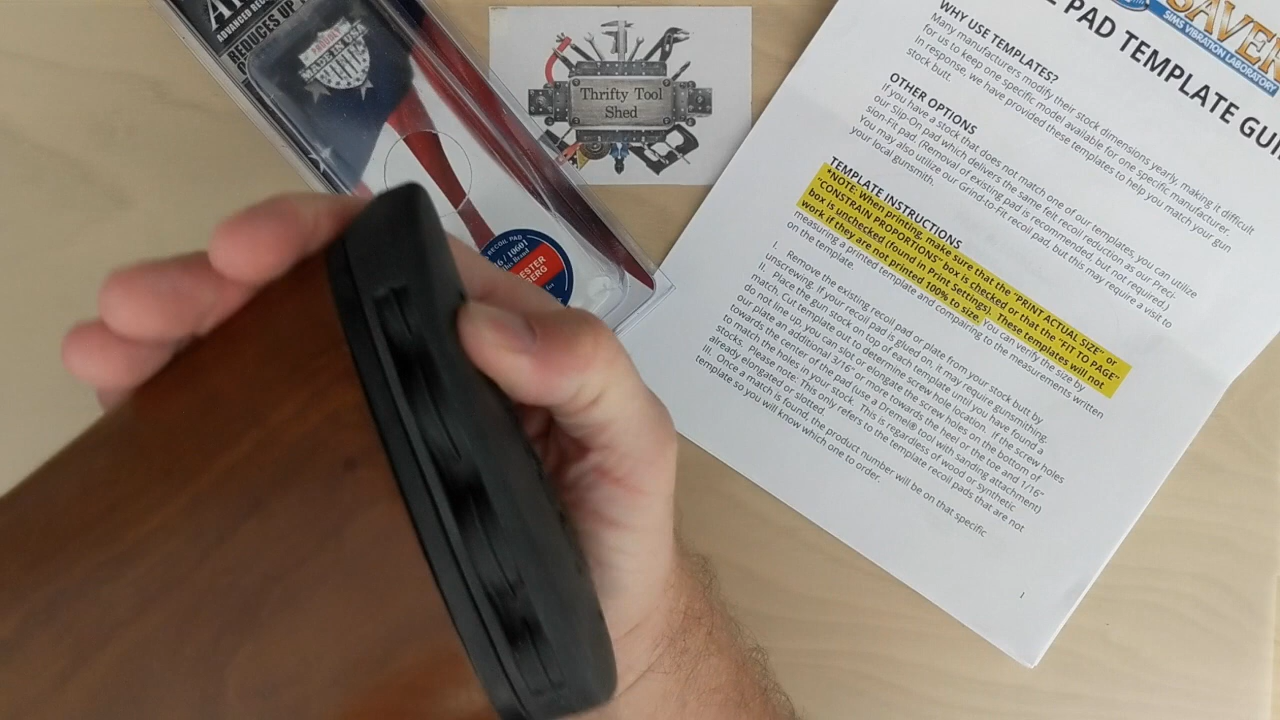 ADVANCED REC
REDUCES UP
MADE IN USA
Thrifty Tool
Shed
RECOIL PAD
10601
ESTER
BERG
SAVER
SIMS VIBRATION LABORATORY
PAD TEMPLATE GUI
WHY USE TEMPLATES?
Many manufacturers modify their stock dimensions yearly, making it difficult
for us to keep one specific model available for one specific manufacturer.
In response, we have provided these templates to help you match your gun
stock butt.
OTHER OPTIONS
If you have a stock that does not match one of our templates, you can utilize
our Slip-On pad which delivers the same felt recoil reduction as our Preci-
sion-Fit pad. (Removal of existing pad is recommended, but not required.)
You may also utilize our Grind-to-Fit recoil pad, but this may require a visit to
your local gunsmith.
TEMPLATE INSTRUCTIONS
*NOTE: When printing, make sure that the "PRINT ACTUAL SIZE" or
"CONSTRAIN PROPORTIONS" box is checked or that the "FIT TO PAGE"
box is unchecked (found in Print Settings). These templates will not
work if they are not printed 100% to size. You can verify the size by
measuring a printed template and comparing to the measurements written
on the template.
I. Remove the existing recoil pad or plate from your stock butt by
unscrewing. If your recoil pad is glued on, it may require gunsmithing.
II. Place the gun stock on top of each template until you have found a
match. Cut template out to determine screw hole location. If the screw holes
do not line up, you can slot or elongate the screw holes on the bottom of
our plate an additional 3/16" or more towards the heel or the toe and 1/16"
towards the center of the pad (use a Dremel® tool with sanding attachment)
to match the holes in your stock. This is regardless of wood or Synthetic
stocks. Please note: This only refers to the template recoil pads that are not
already elongated or slotted.
III. Once a match is found, the product number will be on that specific
template so you will know which one to order.
1